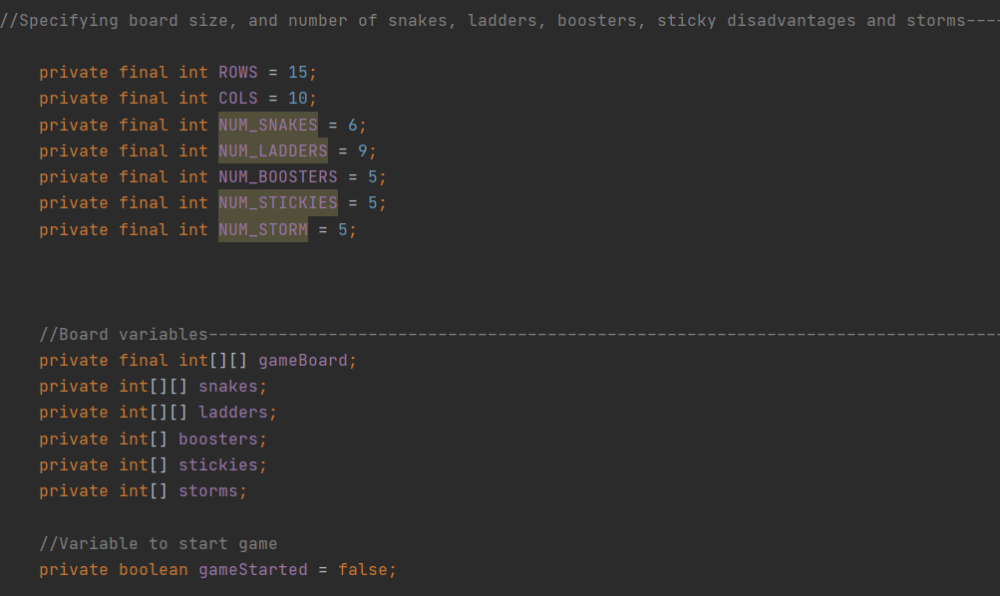 //Specifying board size, and number of snakes, ladders, boosters, sticky disadvantages and storms----
private final int ROWS = 15;
private final int COLS = 10;
private final int NUM_SNAKES = 6;
private final int NUM_LADDERS = 9;
private final int NUM_BOOSTERS = 5;
private final int NUM_STICKIES = 5;
private final int NUM_STORM = 5;
//Board variables--------------------------------------------------------------------------------
private final int[][] gameBoard;
private int[][] snakes;
private int[][] ladders;
private int[] boosters;
private int[] stickies;
private int[] storms;
//Variable to start game
private boolean gameStarted = false;